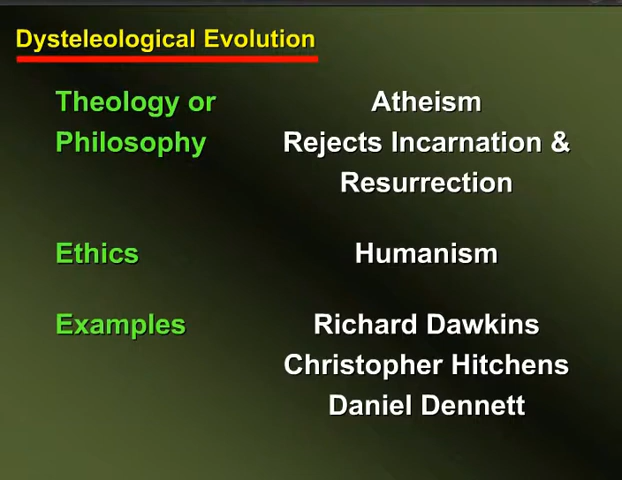 Dysteleological Evolution
Theology or Atheism
Philosophy Rejects Incarnation &
Resurrection
Ethics Humanism
Examples Richard Dawkins
Christopher Hitchens
Daniel Dennett